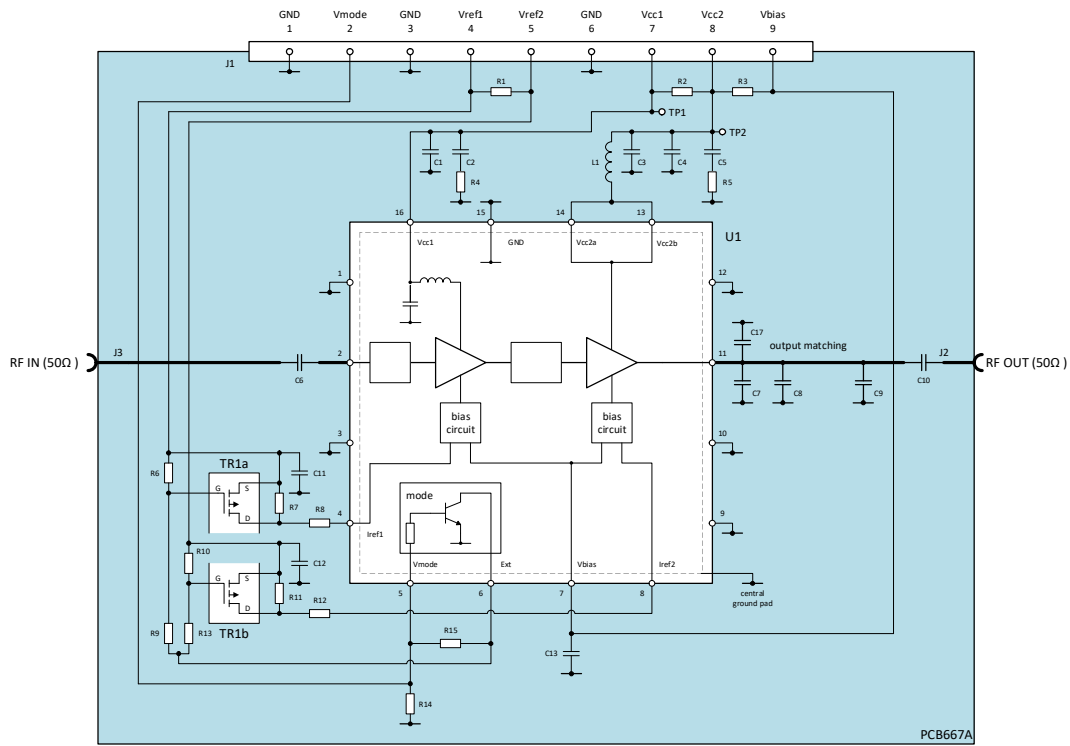 GND Vmode GND Vref1 Vref2 GND Vcc1 Vcc2 Vbias
1 2 3 4 5 6 7 8 9
J1
R1 R2 R3
TP1
TP2
C1 C2 L1 C3 C4 C5
R4 R5
16 15 14 13
U1
Vcc1 GND Vcc2a Vcc2b
1 12
C17
RF IN (50Ω ) J3 2 11 output matching J2 RF OUT (50Ω )
C6 C7 C8 C9 C10
bias circuit bias circuit
3 10
TR1a
R6 C11
G S
R7 R8
D
4 9
Iref1
mode
R10 C12
TR1b
G S
R11 R12
D
Vmode Ext Vbias Iref2
5 6 7 8
central
ground pad
R9 R13
R15
C13
R14
PCB667A